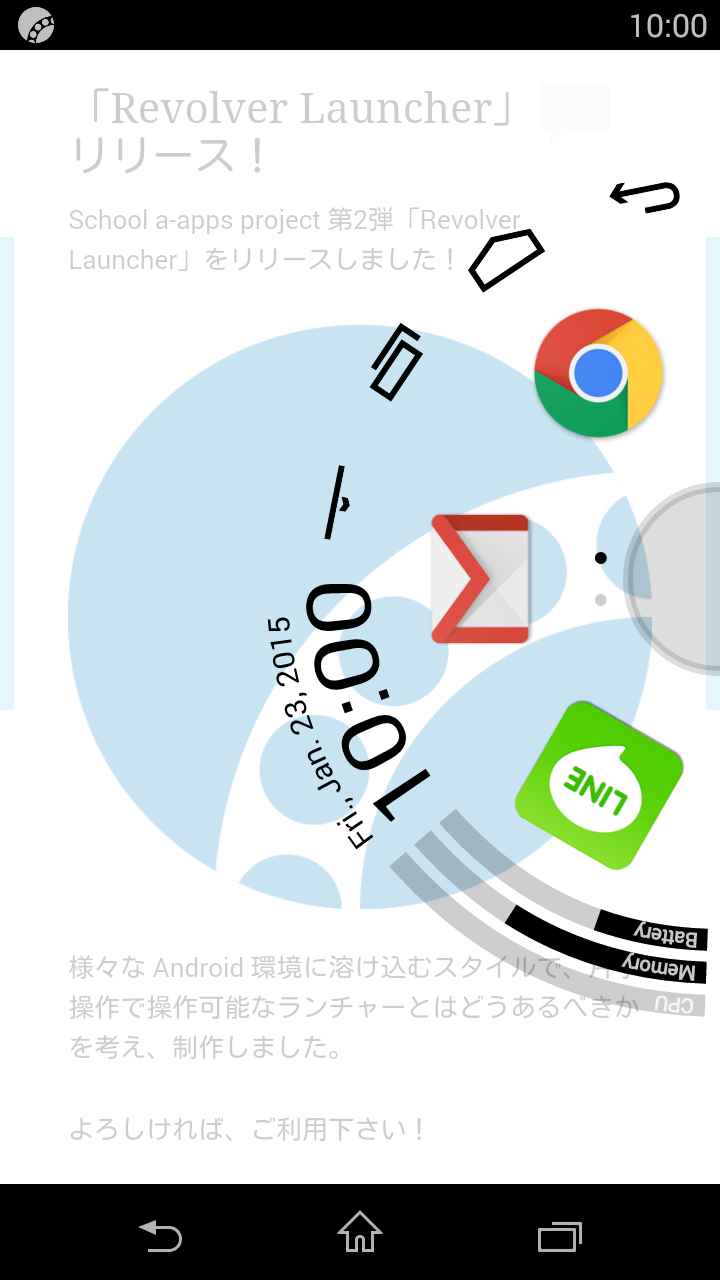 10:00
「Revolver Launcher」
リリース！
School a-apps project 第2弾「Revolver
Launcher」をリリースしました！
10:00
Fri., Jan. 23, 2015
LINE
Battery
Memory
CPU
様々な Android 環境に溶け込むスタイルで、片手
操作で操作可能なランチャーとはどうあるべきか
を考え、制作しました。
よろしければ、ご利用下さい！